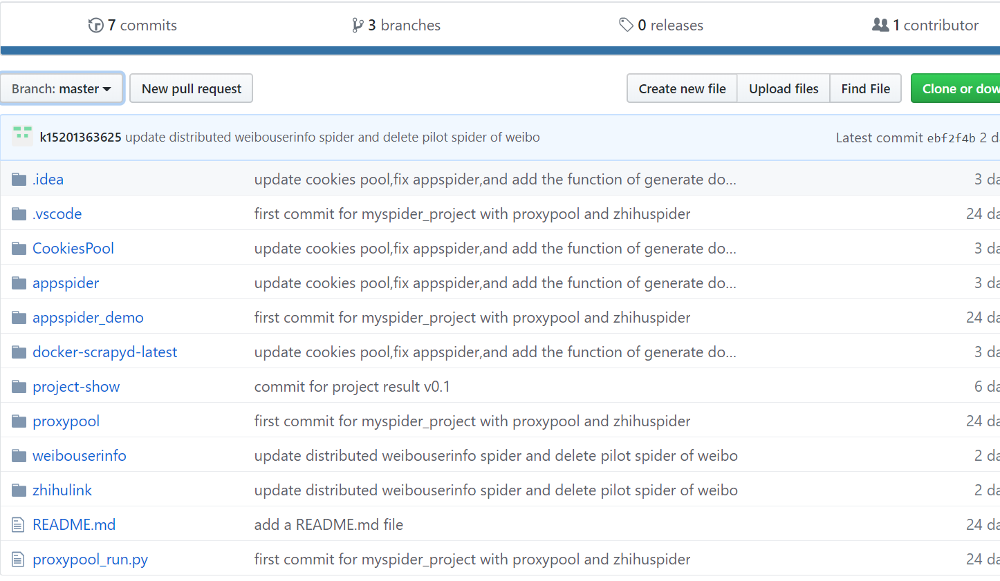 7 commits 3 branches 0 releases 1 contributor
Branch: master New pull request Create new file Upload files Find File Clone or dow
k15201363625 update distributed weibouserinfo spider and delete pilot spider of weibo Latest commit ebf2f4b 2 da
.idea update cookies pool,fix appspider,and add the function of generate do... 3 da
.vscode first commit for myspider_project with proxypool and zhihuspider 24 da
CookiesPool update cookies pool,fix appspider,and add the function of generate do... 3 da
appspider update cookies pool,fix appspider,and add the function of generate do... 3 da
appspider_demo first commit for myspider_project with proxypool and zhihuspider 24 da
docker-scrapyd-latest update cookies pool,fix appspider,and add the function of generate do... 3 da
project-show commit for project result v0.1 6 da
proxypool first commit for myspider_project with proxypool and zhihuspider 24 da
weibouserinfo update distributed weibouserinfo spider and delete pilot spider of weibo 2 da
zhihulink update distributed weibouserinfo spider and delete pilot spider of weibo 2 da
README.md add a README.md file 24 da
proxypool_run.py first commit for myspider_project with proxypool and zhihuspider 24 da